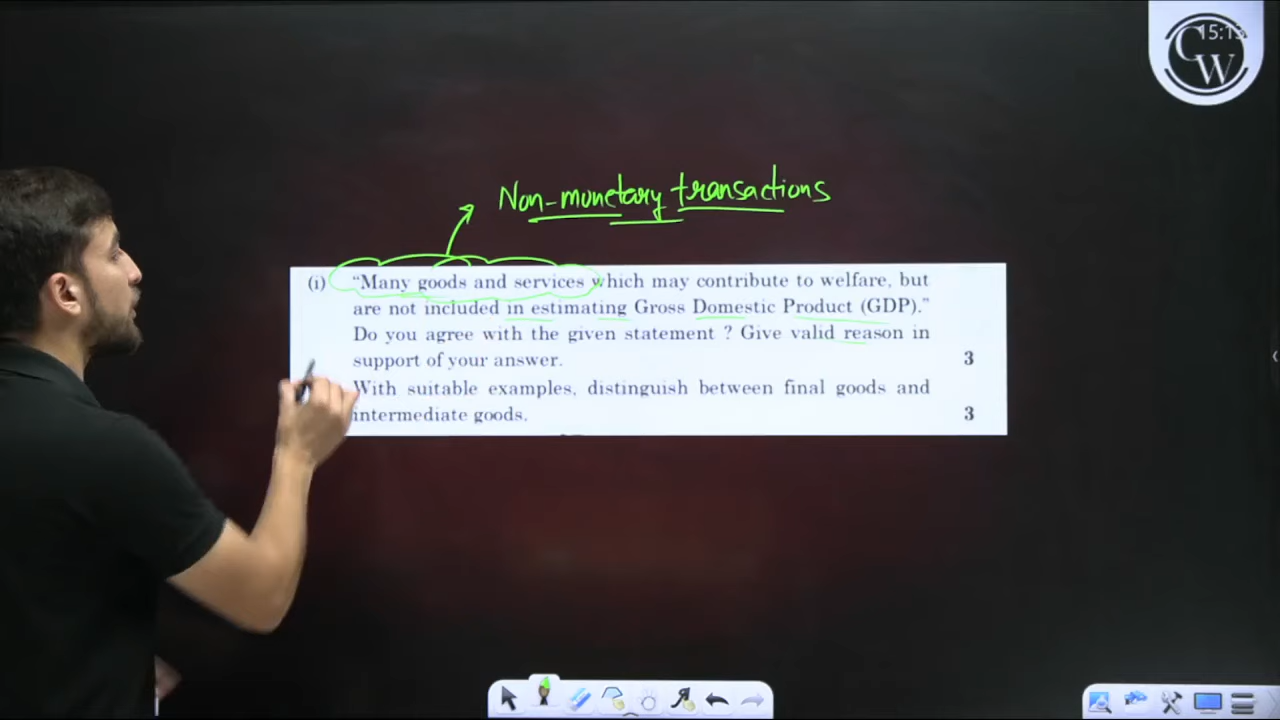 15:1
CW
Non-monetary transactions
(i) "Many goods and services which may contribute to welfare, but
are not included in estimating Gross Domestic Product (GDP)."
Do you agree with the given statement ? Give valid reason in
support of your answer. 3
With suitable examples, distinguish between final goods and
intermediate goods. 3